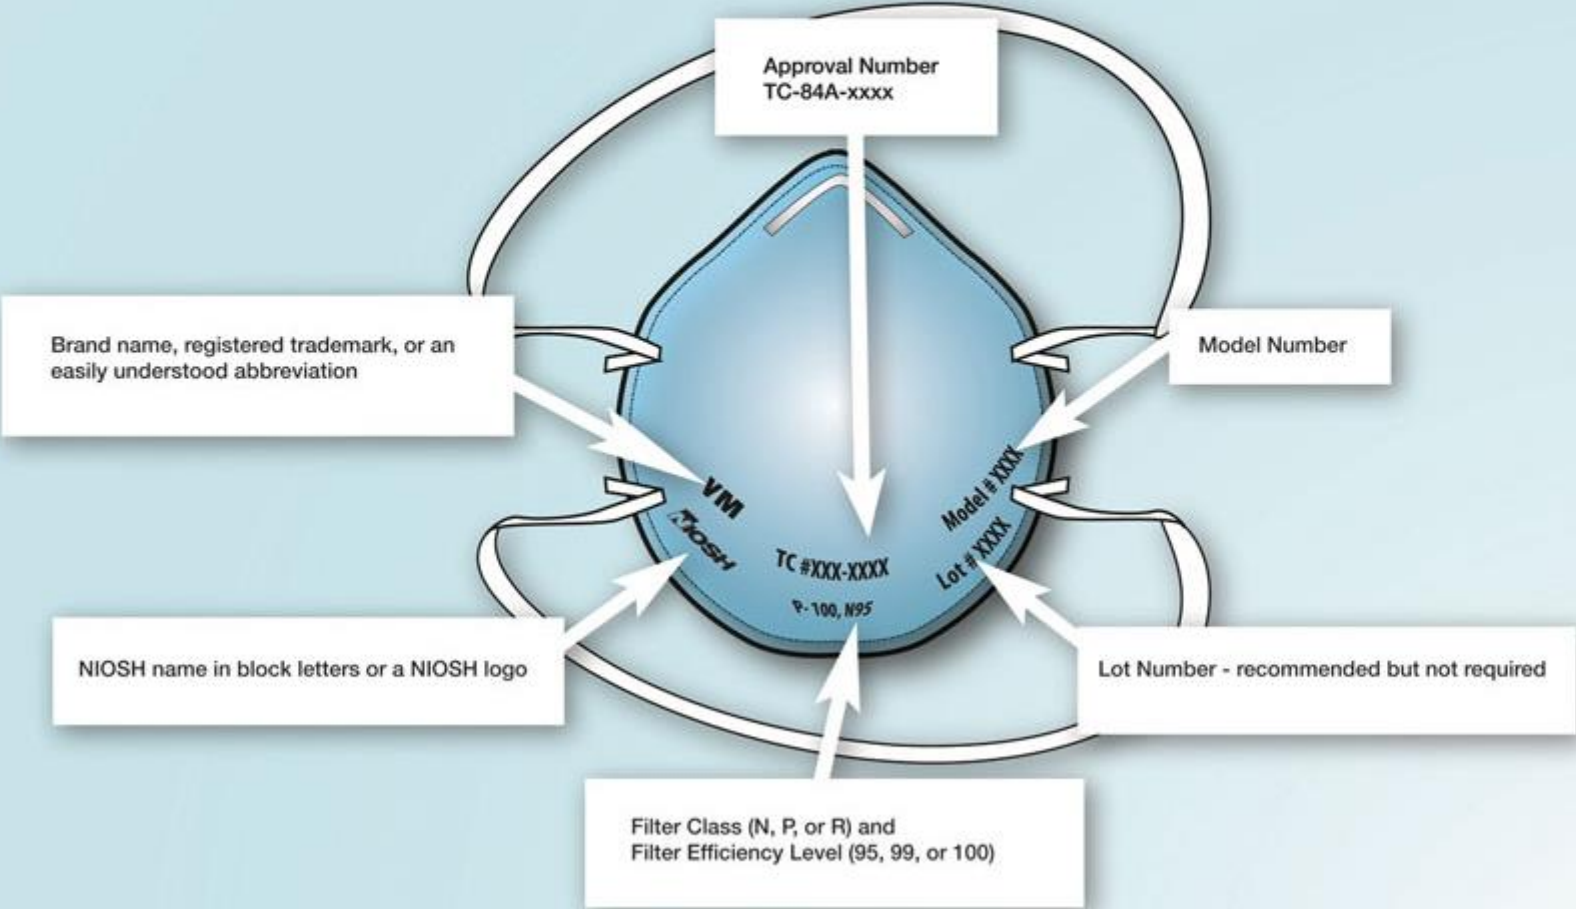 Approval Number
TC-84A-xxxx
Brand name, registered trademark, or an
easily understood abbreviation
Model Number
VM
NIOSH
TC #XXX-XXXX
P- 100, N95
Model # XXXX
Lot # XXXX
NIOSH name in block letters or a NIOSH logo
Lot Number - recommended but not required
Filter Class (N, P, or R) and
Filter Efficiency Level (95, 99, or 100)